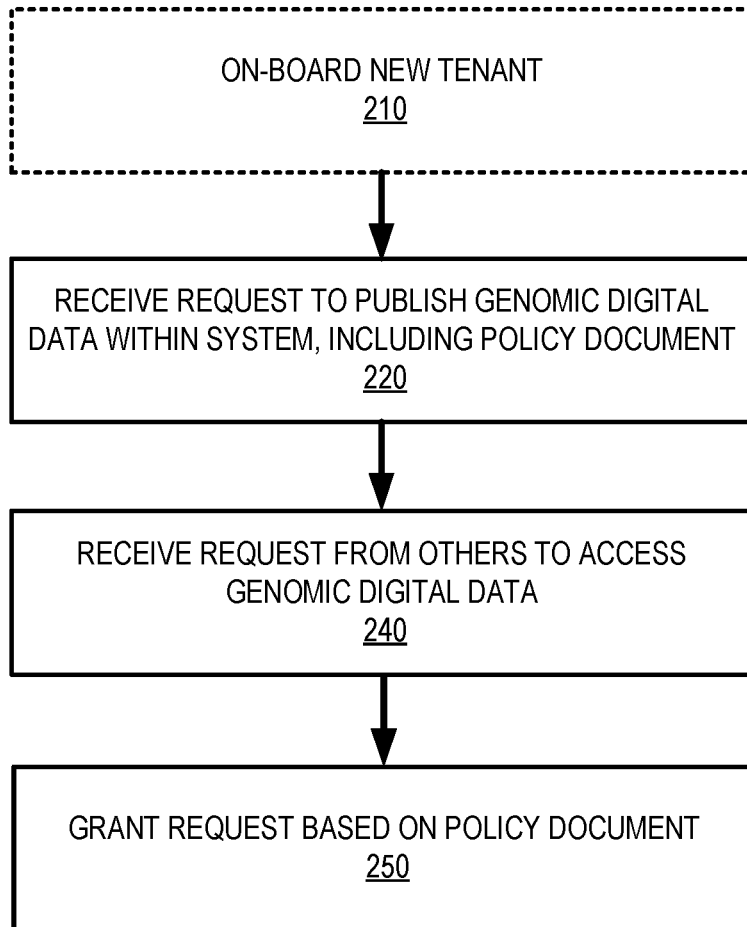 ON-BOARD NEW TENANT
210
RECEIVE REQUEST TO PUBLISH GENOMIC DIGITAL
DATA WITHIN SYSTEM, INCLUDING POLICY DOCUMENT
220
RECEIVE REQUEST FROM OTHERS TO ACCESS
GENOMIC DIGITAL DATA
240
GRANT REQUEST BASED ON POLICY DOCUMENT
250